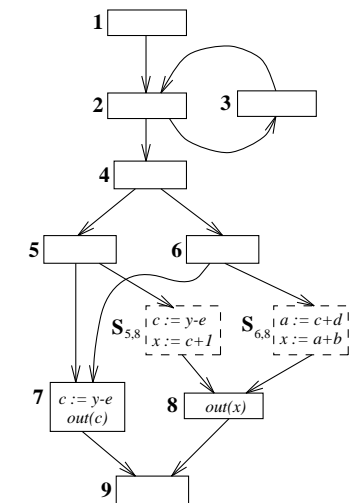 1
2
3
4
5
6
S5,8
c := y-e
x := c+1
S6,8
a := c+d
x := a+b
7
c := y-e
out(c)
8
out(x)
9